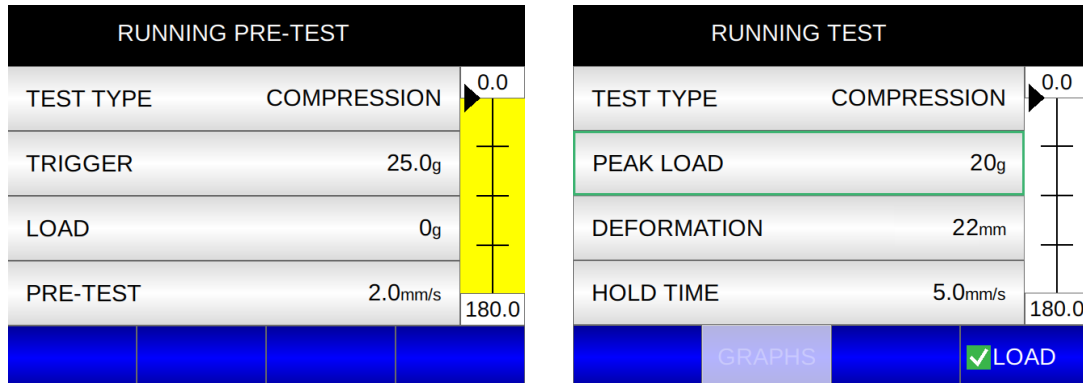 RUNNING PRE-TEST
TEST TYPE COMPRESSION
TRIGGER 25.0g
LOAD 0g
PRE-TEST 2.0mm/s
0.0
180.0
RUNNING TEST
TEST TYPE COMPRESSION
PEAK LOAD 20g
DEFORMATION 22mm
HOLD TIME 5.0mm/s
0.0
180.0
GRAPHS
LOAD